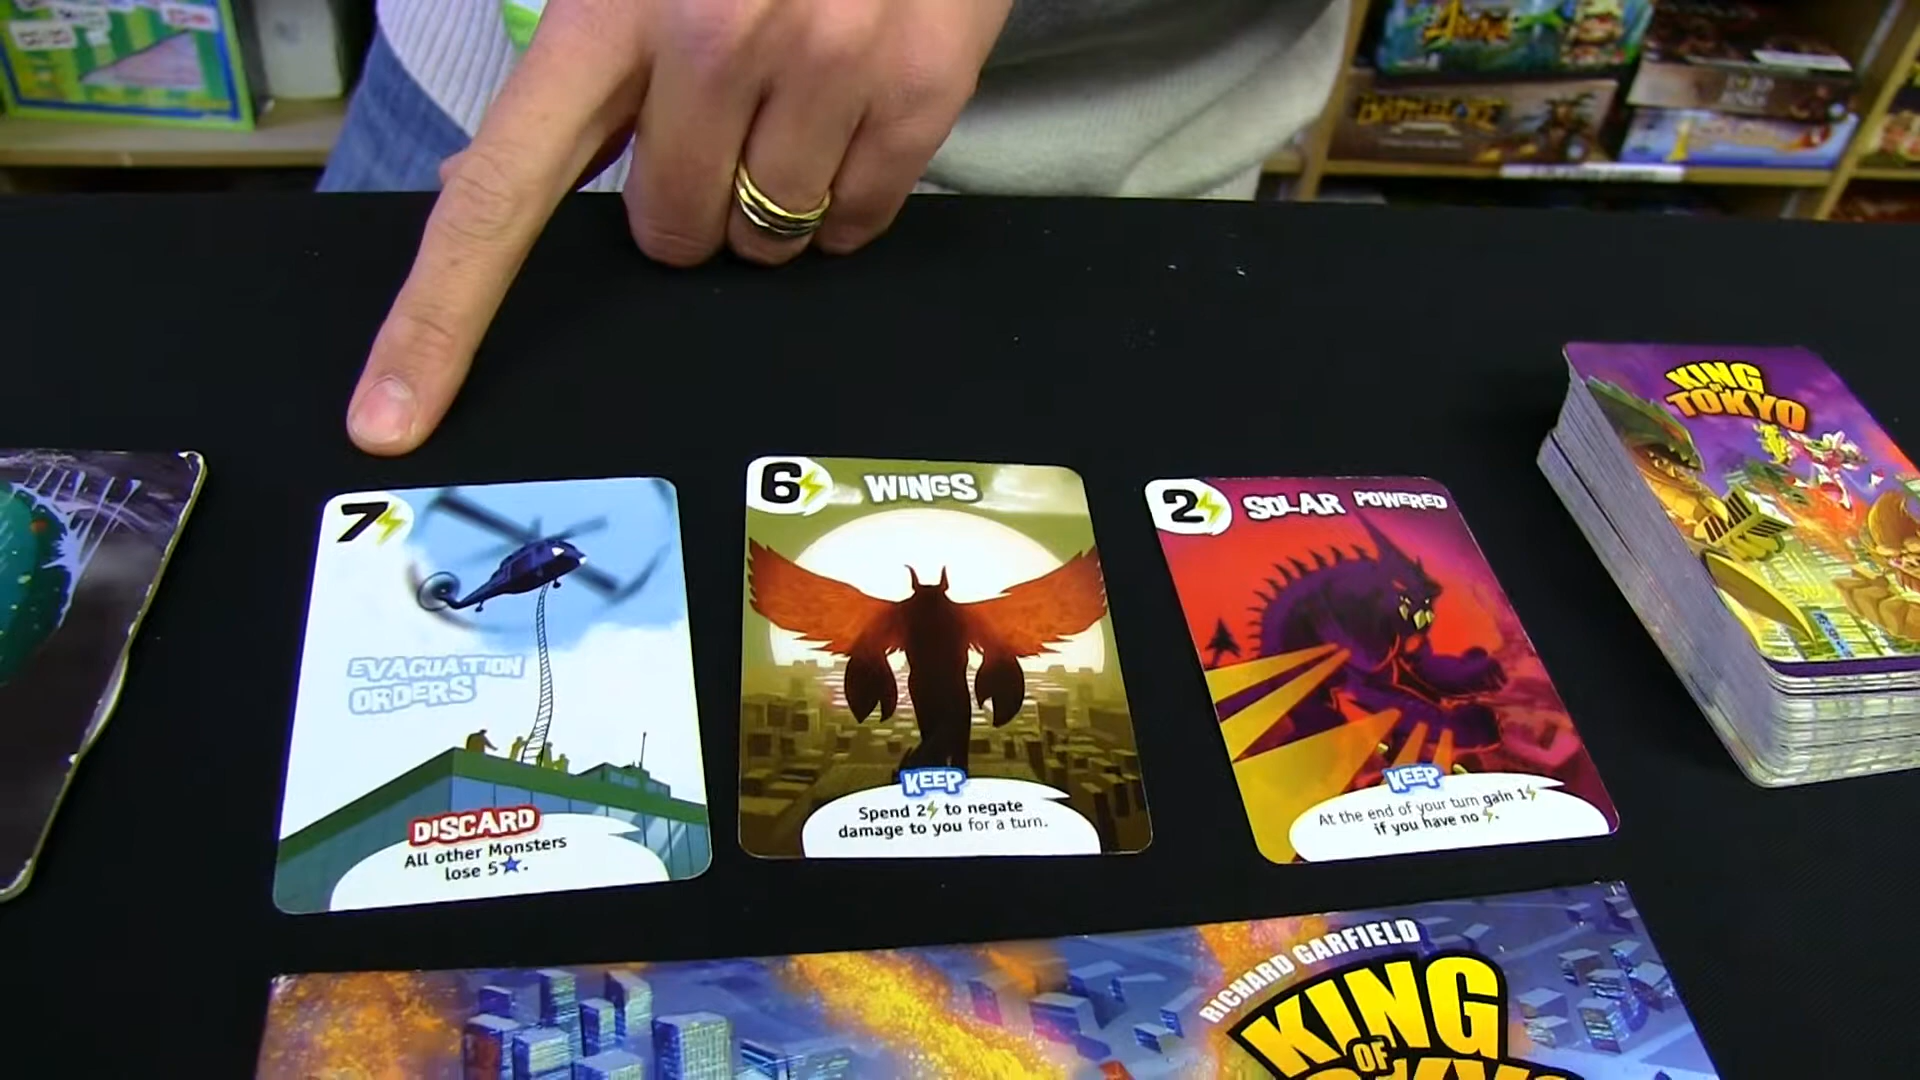 KING
OF
TOKYO
7
EVACUATION
ORDERS
DISCARD
All other Monsters
lose 5
6
WINGS
KEEP
Spend 2 to negate
damage to you for a turn.
2
SOLAR POWERED
KEEP
At the end of your turn gain 1
if you have no
RICHARD GARFIELD
KING
OF
TOKYO